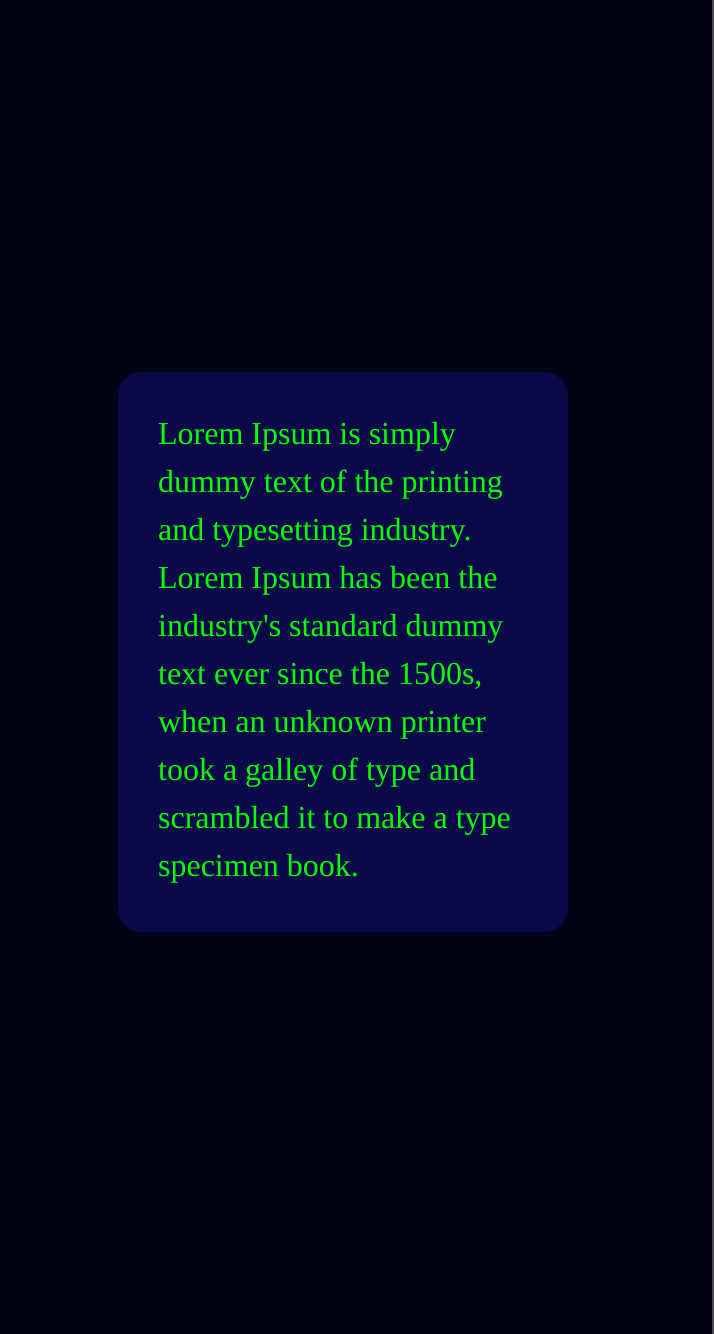 Lorem Ipsum is simply
dummy text of the printing
and typesetting industry.
Lorem Ipsum has been the
industry's standard dummy
text ever since the 1500s,
when an unknown printer
took a galley of type and
scrambled it to make a type
specimen book.